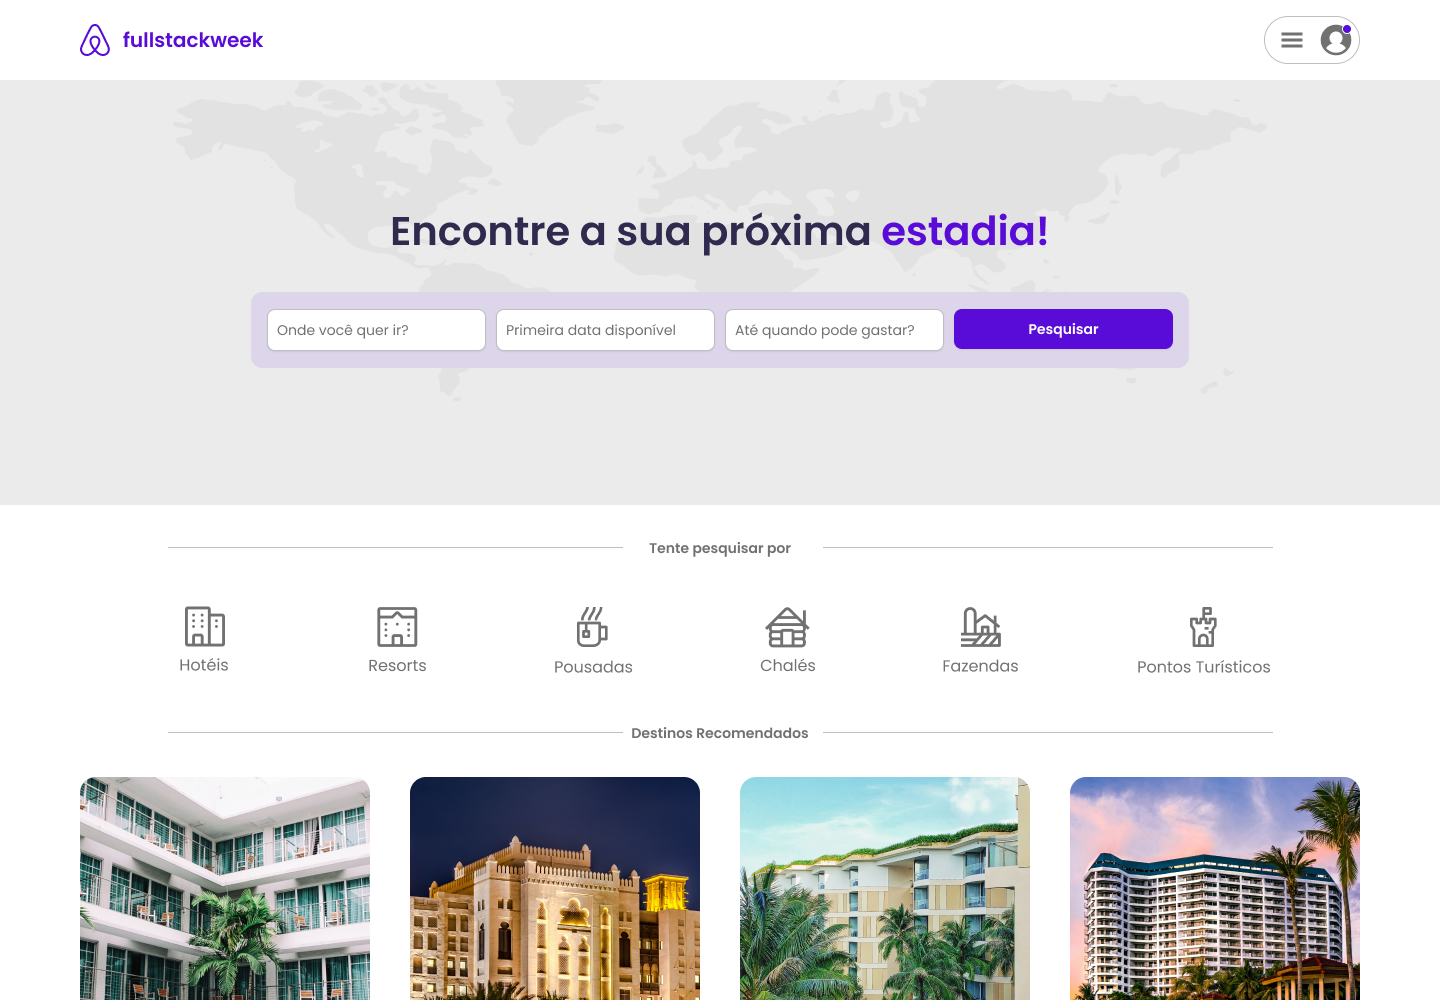 fullstackweek
Encontre a sua próxima estadia!
Onde você quer ir?
Primeira data disponível
Até quando pode gastar?
Pesquisar
Tente pesquisar por
Hotéis
Resorts
Pousadas
Chalés
Fazendas
Pontos Turísticos
Destinos Recomendados